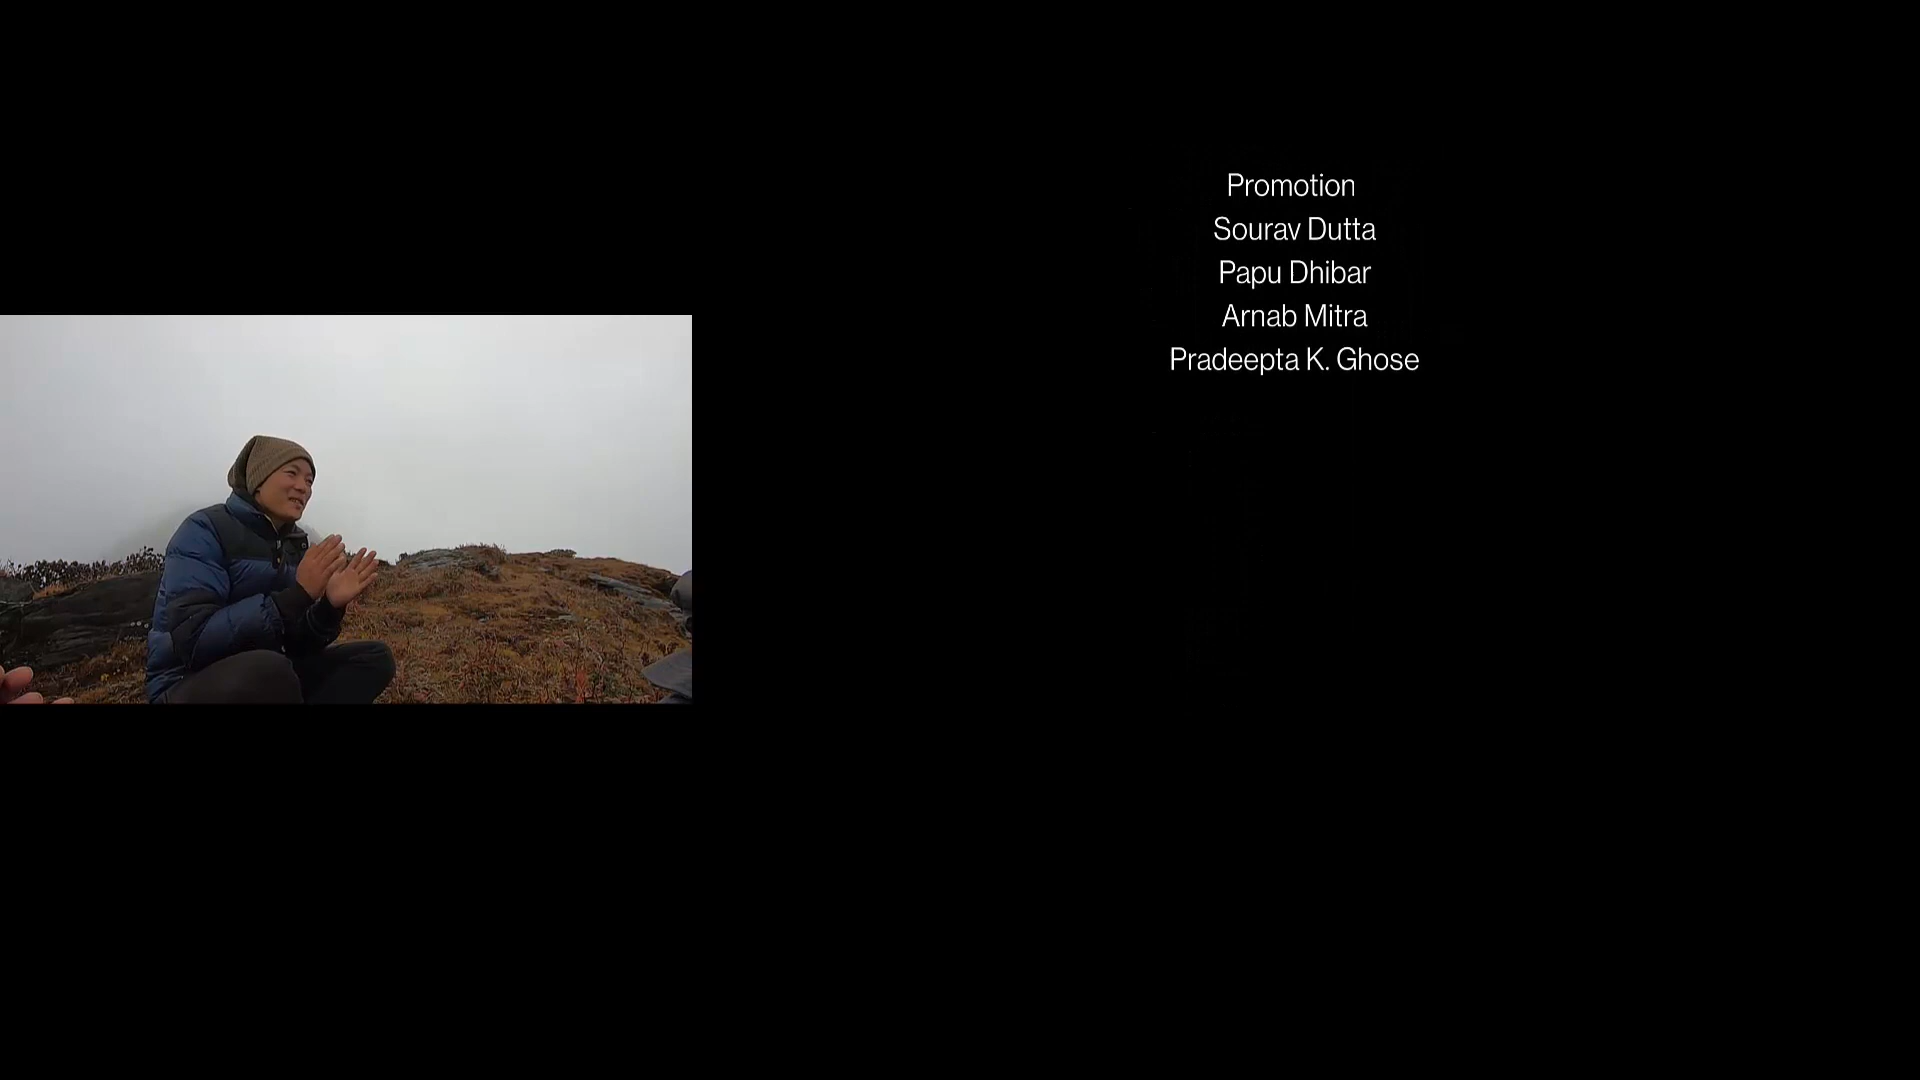 Promotion
Sourav Dutta
Papu Dhibar
Arnab Mitra
Pradeepta K. Ghose